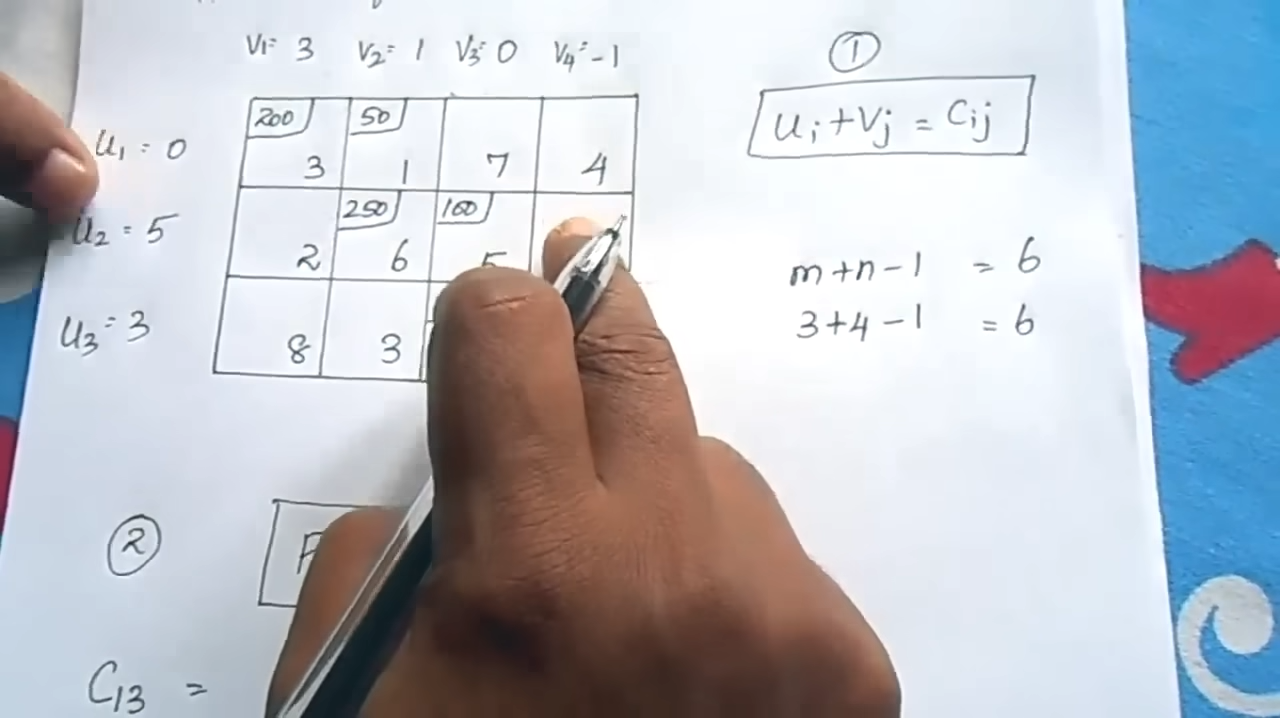 V1= 3 V2= 1 V3= 0 V4= -1
①
200 50
U1 = 0 3 1 7 4
Ui + Vj = Cij
250 100
U2 = 5 2 6 5
m+n-1 = 6
U3 = 3 8 3
3+4-1 = 6
②
C13 =